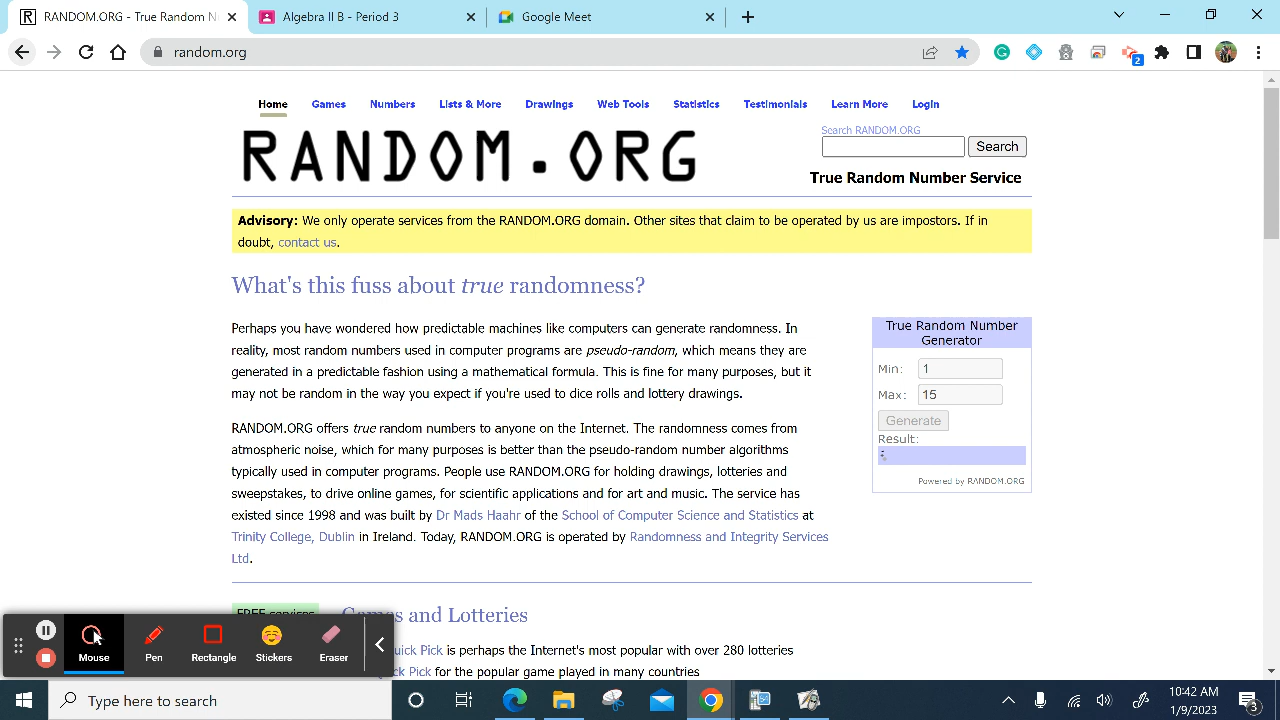 RANDOM.ORG - True Random N
Algebra II B - Period 3
Google Meet
random.org
2
Home Games Numbers Lists & More Drawings Web Tools Statistics Testimonials Learn More Login
RANDOM.ORG
Search RANDOM.ORG
Search
True Random Number Service
Advisory: We only operate services from the RANDOM.ORG domain. Other sites that claim to be operated by us are impostors. If in
doubt, contact us.
What's this fuss about true randomness?
Perhaps you have wondered how predictable machines like computers can generate randomness. In
reality, most random numbers used in computer programs are pseudo-random, which means they are
generated in a predictable fashion using a mathematical formula. This is fine for many purposes, but it
may not be random in the way you expect if you're used to dice rolls and lottery drawings.
RANDOM.ORG offers true random numbers to anyone on the Internet. The randomness comes from
atmospheric noise, which for many purposes is better than the pseudo-random number algorithms
typically used in computer programs. People use RANDOM.ORG for holding drawings, lotteries and
sweepstakes, to drive online games, for scientific applications and for art and music. The service has
existed since 1998 and was built by Dr Mads Haahr of the School of Computer Science and Statistics at
Trinity College, Dublin in Ireland. Today, RANDOM.ORG is operated by Randomness and Integrity Services
Ltd.
True Random Number
Generator
Min: 1
Max: 15
Generate
Result:
Powered by RANDOM.ORG
FREE services
Games and Lotteries
uick Pick is perhaps the Internet's most popular with over 280 lotteries
ck Pick for the popular game played in many countries
Mouse Pen Rectangle Stickers Eraser
Type here to search
10:42 AM
1/9/2023
3